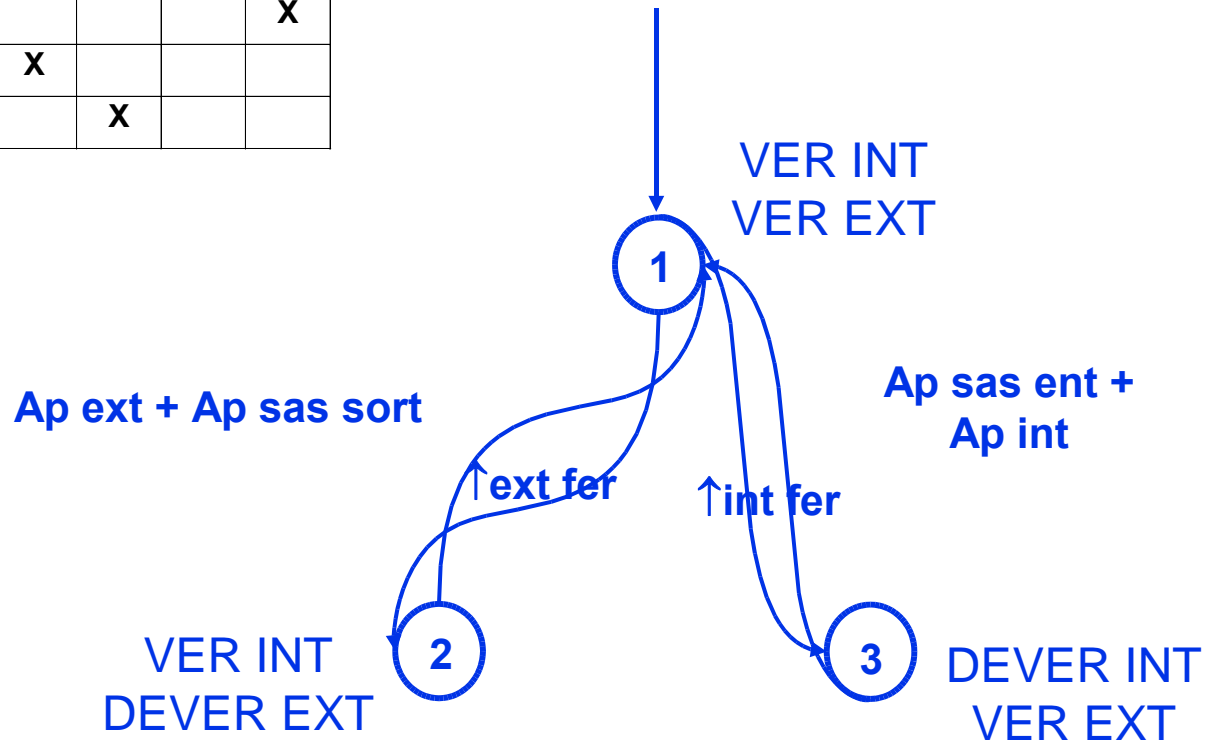 X
X
X
VER INT
VER EXT
1
Ap ext + Ap sas sort
Ap sas ent +
Ap int
↑ext fer
↑int fer
VER INT
DEVER EXT
2
3
DEVER INT
VER EXT